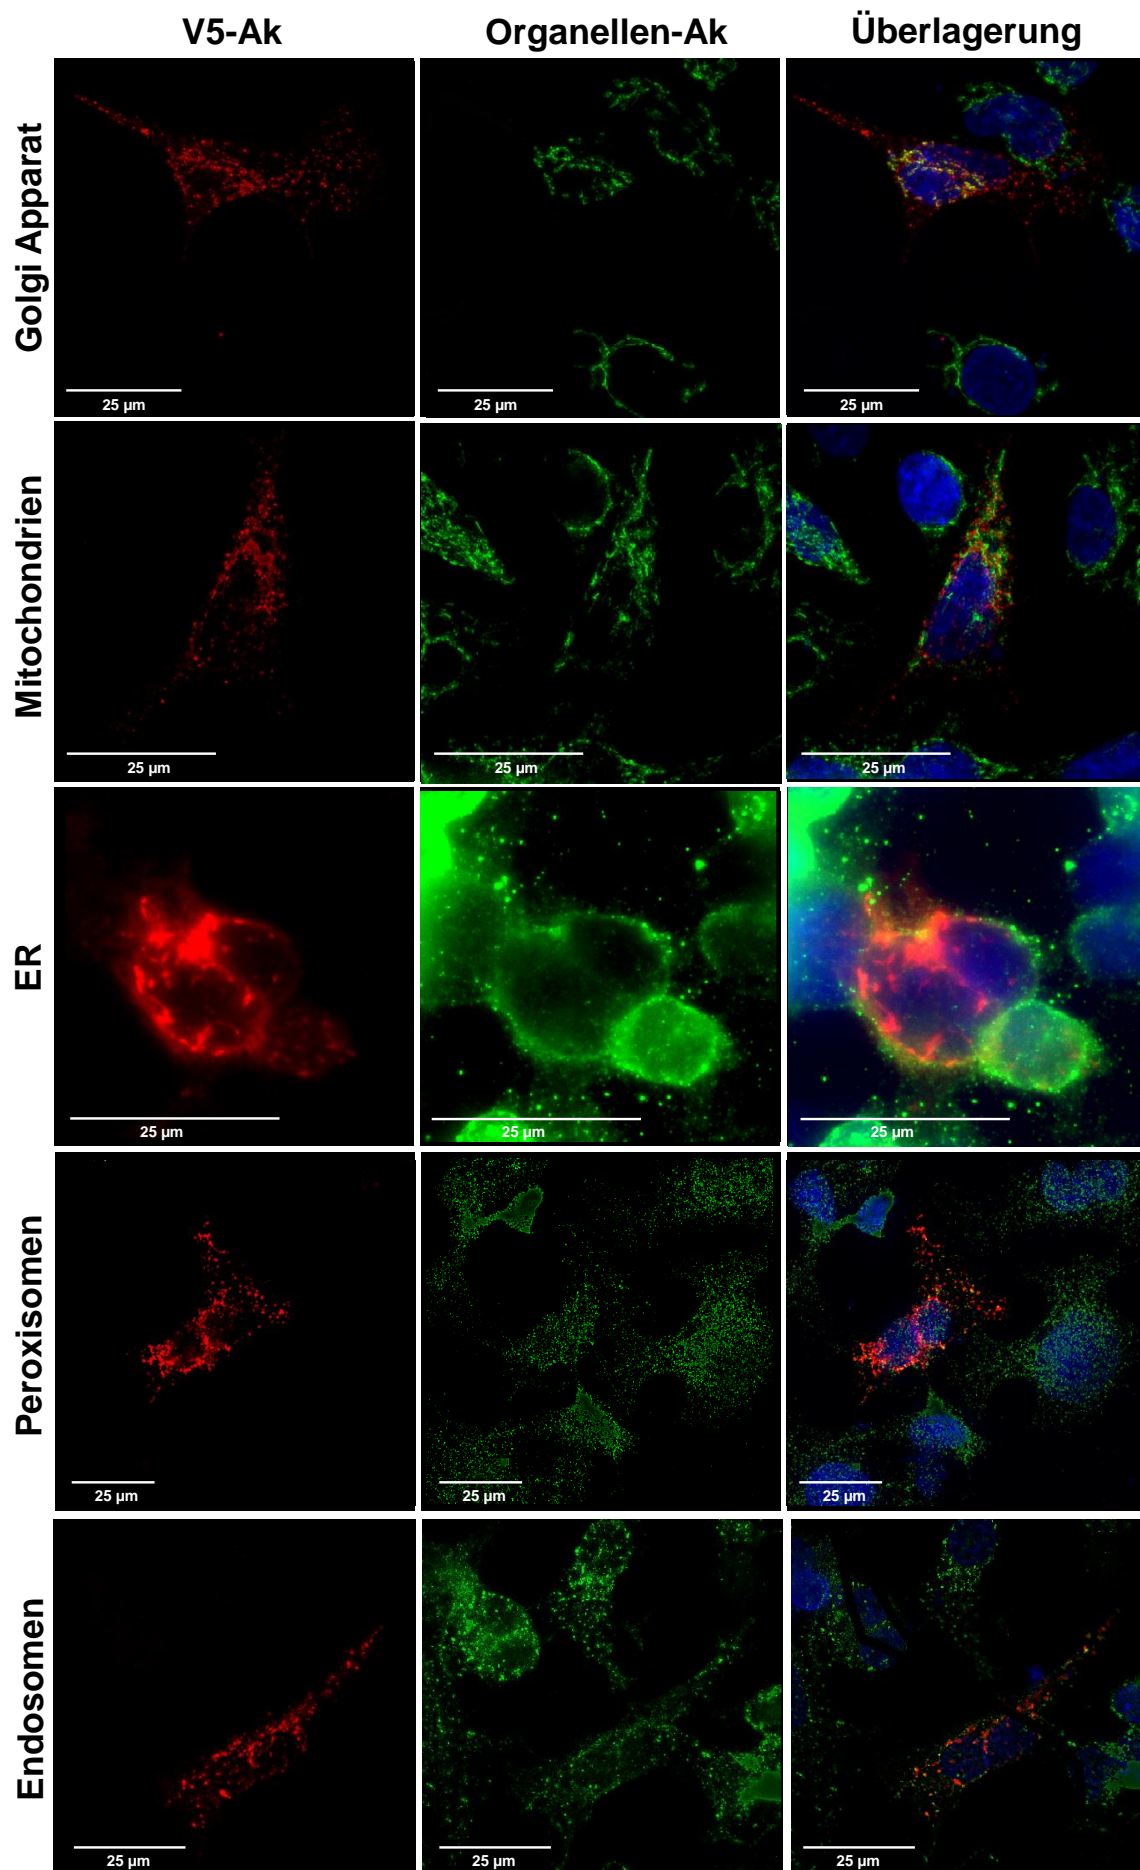 V5-Ak Organellen-Ak Überlagerung
Golgi Apparat
25 µm 25 µm 25 µm
Mitochondrien
25 µm 25 µm 25 µm
ER
25 µm 25 µm 25 µm
Peroxisomen
25 µm 25 µm 25 µm
Endosomen
25 µm 25 µm 25 µm